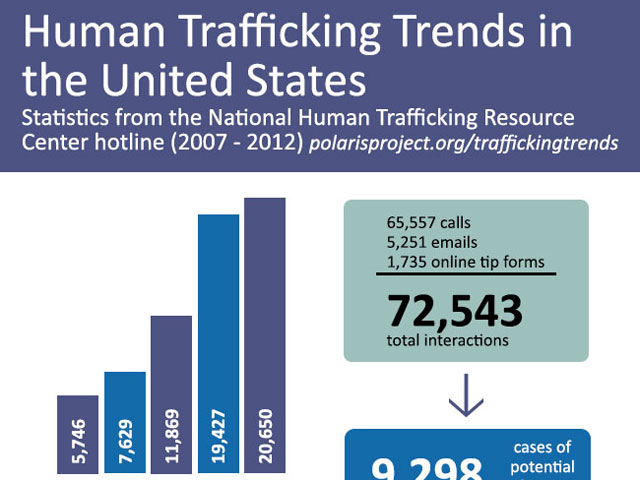 Human Trafficking Trends in
the United States
Statistics from the National Human Trafficking Resource
Center hotline (2007 - 2012) polarisproject.org/traffickingtrends
5,746
7,629
11,869
19,427
20,650
65,557 calls
5,251 emails
1,735 online tip forms
72,543
total interactions
9,298
cases of
potential